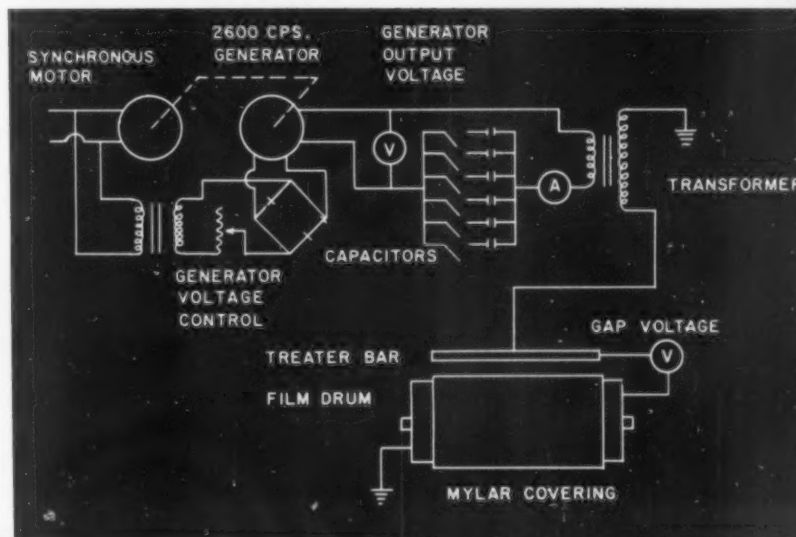 SYNCHRONOUS
MOTOR
2600 CPS.
GENERATOR
GENERATOR
OUTPUT
VOLTAGE
V
A
TRANSFORMER
CAPACITORS
GENERATOR
VOLTAGE
CONTROL
GAP VOLTAGE
TREATER BAR
V
FILM DRUM
MYLAR COVERING